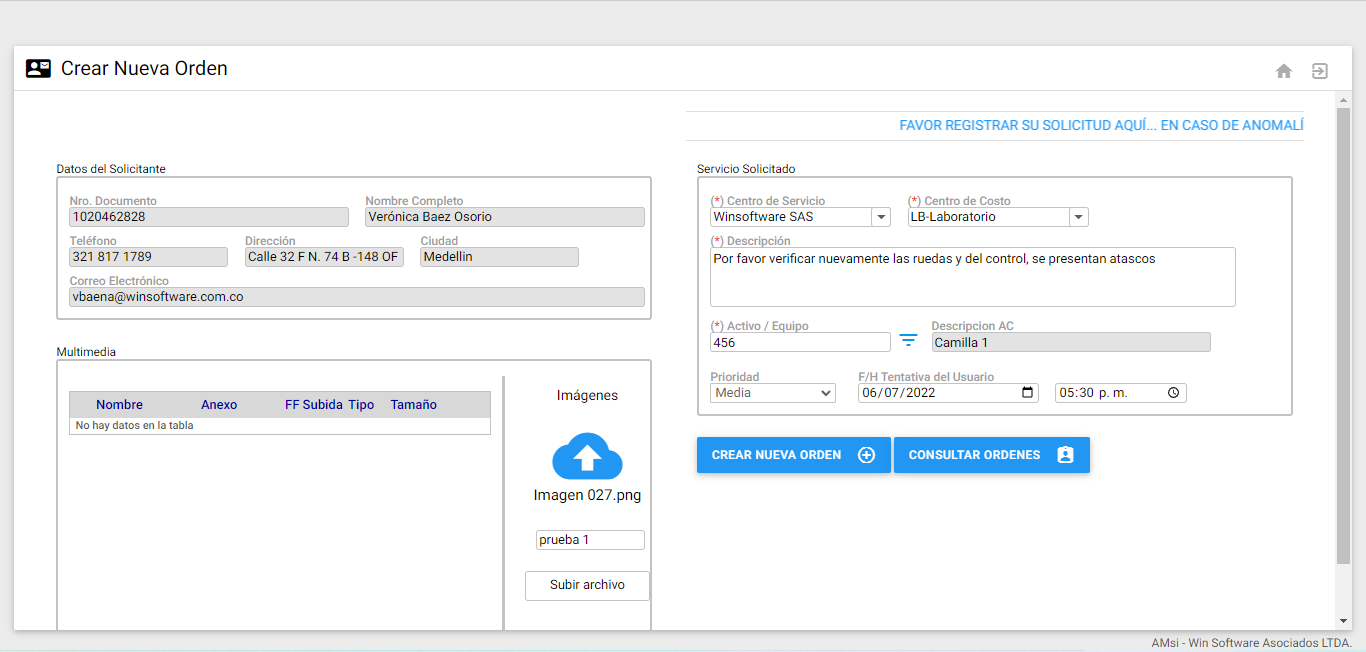 Crear Nueva Orden
FAVOR REGISTRAR SU SOLICITUD AQUÍ... EN CASO DE ANOMALÍ
Datos del Solicitante
Nro. Documento Nombre Completo
1020462828 Verónica Baez Osorio
Teléfono Dirección Ciudad
321 817 1789 Calle 32 F N. 74 B -148 OF Medellin
Correo Electrónico
vbaena@winsoftware.com.co
Servicio Solicitado
(*) Centro de Servicio (*) Centro de Costo
Winsoftware SAS LB-Laboratorio
(*) Descripción
Por favor verificar nuevamente las ruedas y del control, se presentan atascos
(*) Activo / Equipo Descripcion AC
456 Camilla 1
Prioridad F/H Tentativa del Usuario
Media 06/07/2022 05:30 p. m.
CREAR NUEVA ORDEN CONSULTAR ORDENES
Multimedia
Nombre Anexo FF Subida Tipo Tamaño
No hay datos en la tabla
Imágenes
Imagen 027.png
prueba 1
Subir archivo
AMsi - Win Software Asociados LTDA.